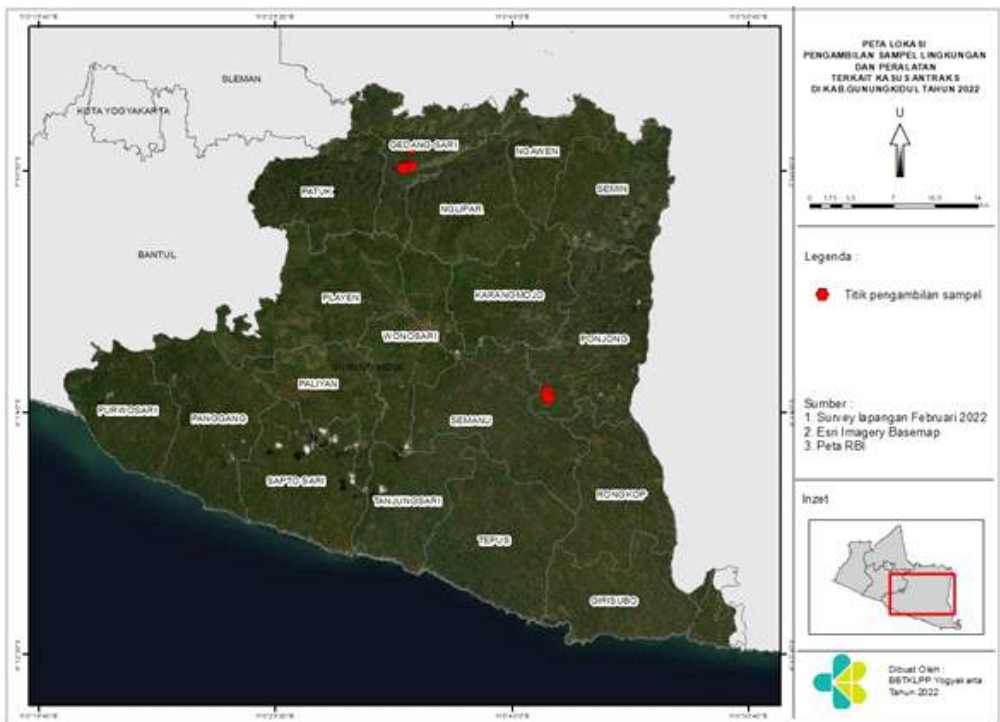 PETA LOKASI
PENGAMBILAN SAMPEL LINGKUNGAN
DAN PERALATAN
TERKAIT KASUS ANTRAKS
DI KAB.GUNUNGKIDUL TAHUN 2022
U
Legenda :
Titik pengambilan sampel
Sumber :
1. Survey lapangan Februari 2022
2. Esri Imagery Basemap
3. Peta RBI
Inzet
Dibuat Oleh :
BBTKLPP Yogyakarta
Tahun 2022
SLEMAN
KOTA YOGYAKARTA
BANTUL
GEDANG SARI
NGAWEN
PATUK
SEMIN
NGLIPAR
PLAYEN
KARANGMOJO
WONOSARI
PONJONG
PALIYAN
PURWOSARI
PANGGANG
SEMANU
SAPTO SARI
TANJUNGSARI
RONGKOP
TEPUS
GIRISUBO